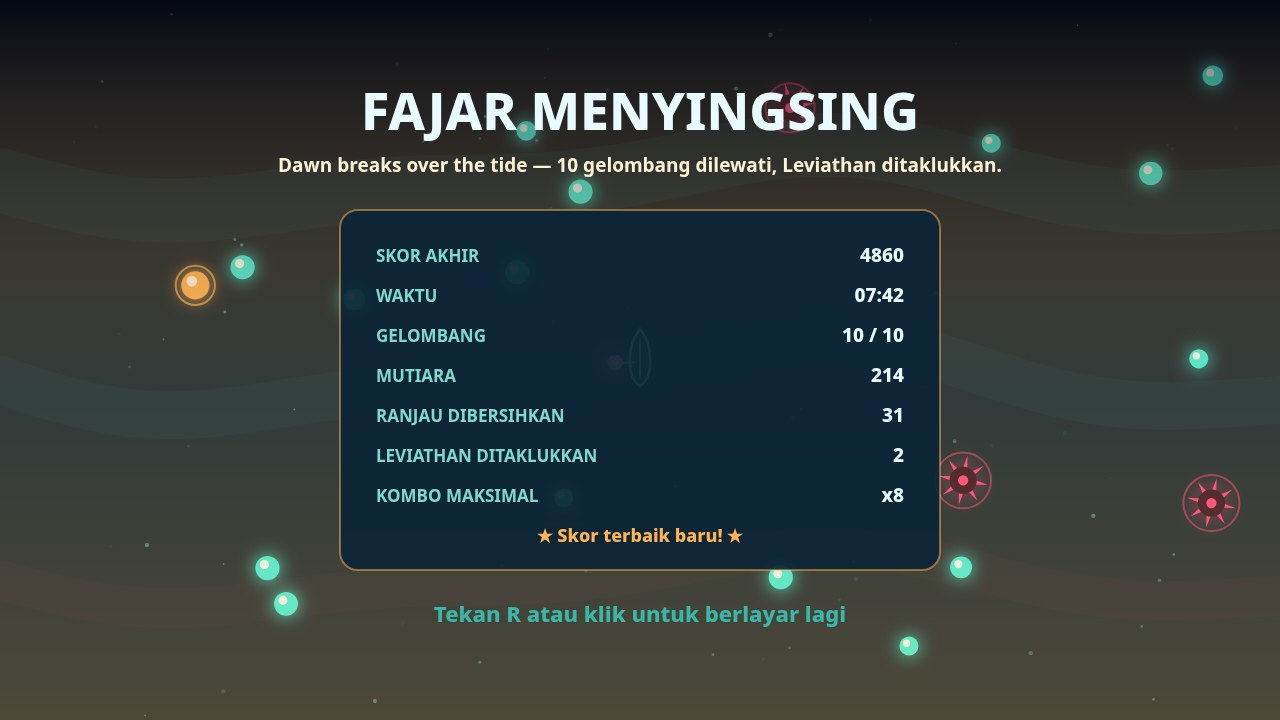 FAJAR MENYINGSING
Dawn breaks over the tide — 10 gelombang dilewati, Leviathan ditaklukkan.
SKOR AKHIR 4860
WAKTU 07:42
GELOMBANG 10 / 10
MUTIARA 214
RANJAU DIBERSIHKAN 31
LEVIATHAN DITAKLUKKAN 2
KOMBO MAKSIMAL x8
★ Skor terbaik baru! ★
Tekan R atau klik untuk berlayar lagi